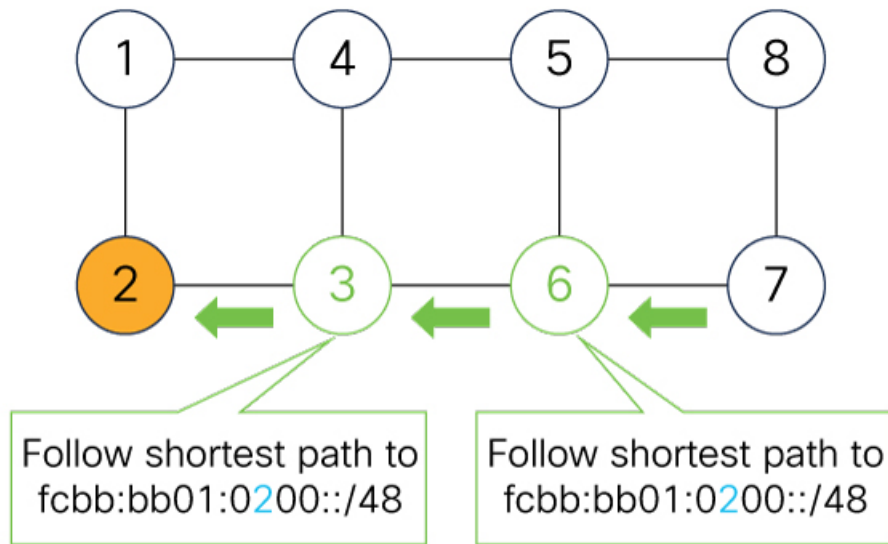 1 4 5 8
2 3 6 7
Follow shortest path to
fcbb:bb01:0200::/48
Follow shortest path to
fcbb:bb01:0200::/48